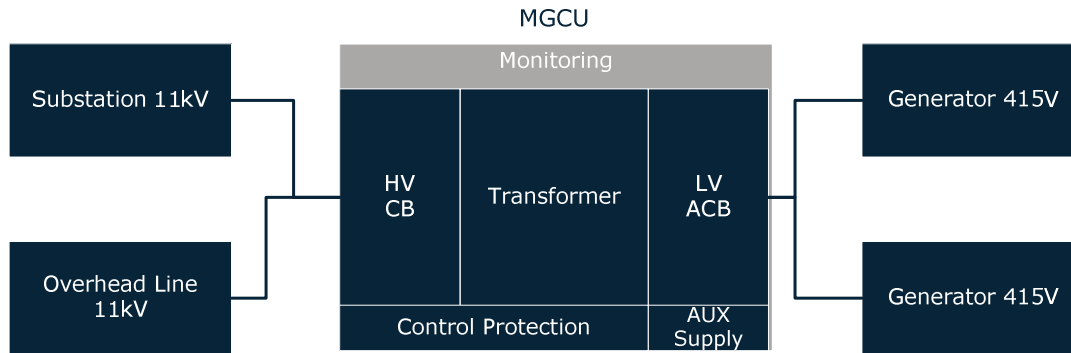 MGCU
Monitoring
Substation 11kV
Overhead Line
11kV
HV
CB
Transformer
LV
ACB
Control Protection
AUX
Supply
Generator 415V
Generator 415V